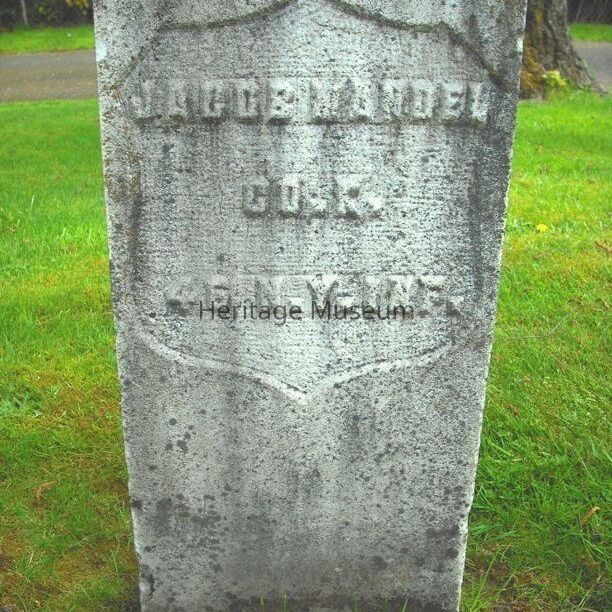 JACOB MANDEL
CO. K.
N.Y. INF.
Heritage Museum